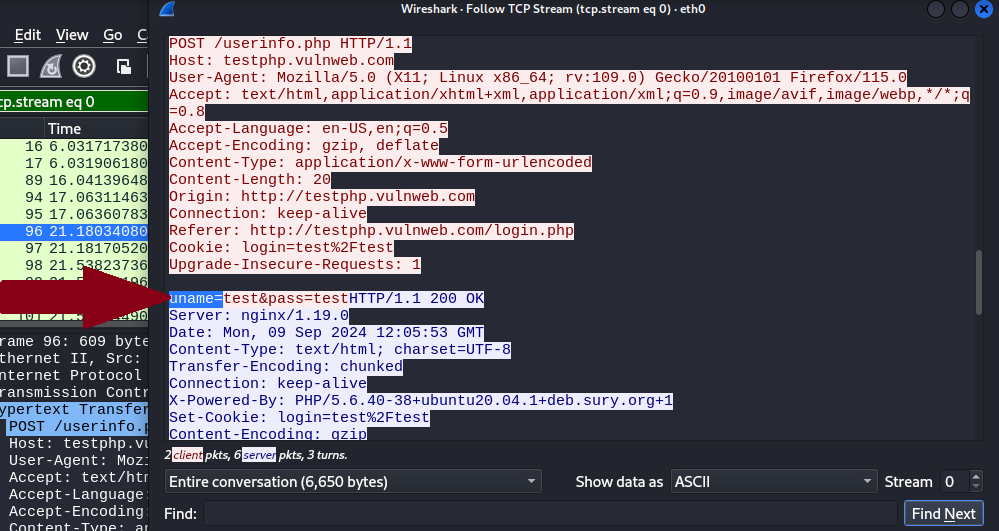 Wireshark · Follow TCP Stream (tcp.stream eq 0) · eth0
Edit View Go
tcp.stream eq 0
Time
16 6.031717380
17 6.031906180
89 16.04139648
94 17.06311463
95 17.06360783
96 21.18034080
97 21.18170520
98 21.53823736
POST /userinfo.php HTTP/1.1
Host: testphp.vulnweb.com
User-Agent: Mozilla/5.0 (X11; Linux x86_64; rv:109.0) Gecko/20100101 Firefox/115.0
Accept: text/html,application/xhtml+xml,application/xml;q=0.9,image/avif,image/webp,*/*;q
=0.8
Accept-Language: en-US,en;q=0.5
Accept-Encoding: gzip, deflate
Content-Type: application/x-www-form-urlencoded
Content-Length: 20
Origin: http://testphp.vulnweb.com
Connection: keep-alive
Referer: http://testphp.vulnweb.com/login.php
Cookie: login=test%2Ftest
Upgrade-Insecure-Requests: 1
uname=test&pass=testHTTP/1.1 200 OK
Server: nginx/1.19.0
Date: Mon, 09 Sep 2024 12:05:53 GMT
Content-Type: text/html; charset=UTF-8
Transfer-Encoding: chunked
Connection: keep-alive
X-Powered-By: PHP/5.6.40-38+ubuntu20.04.1+deb.sury.org+1
Set-Cookie: login=test%2Ftest
Content-Encoding: gzip
rame 96: 609 byte
thernet II, Src:
nternet Protocol
ransmission Contr
ypertext Transfer
POST /userinfo.p
Host: testphp.vu
User-Agent: Mozi
Accept: text/htm
Accept-Language:
Accept-Encoding:
Content-Type: ap
2 client pkts, 6 server pkts, 3 turns.
Entire conversation (6,650 bytes)
Show data as ASCII
Stream 0
Find:
Find Next